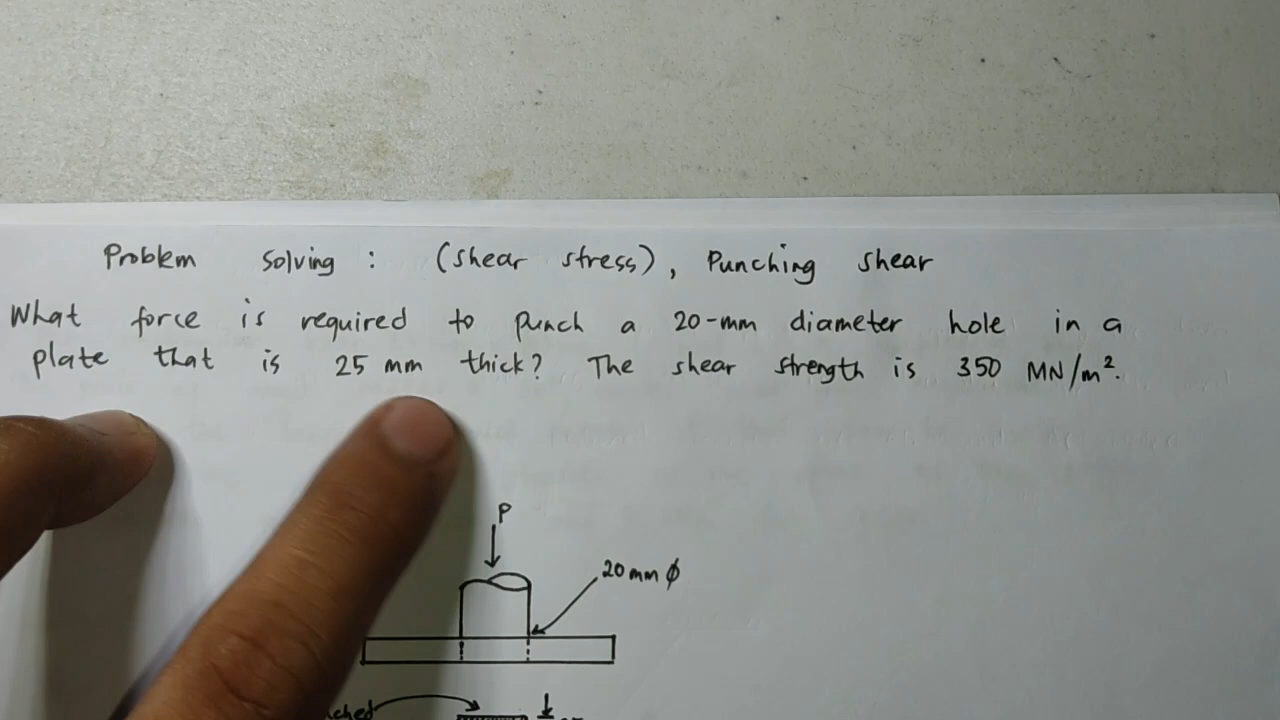 Problem Solving : (shear stress), Punching shear
What force is required to punch a 20-mm diameter hole in a
plate that is 25 mm thick? The shear strength is 350 MN/m².
P
20 mm ϕ